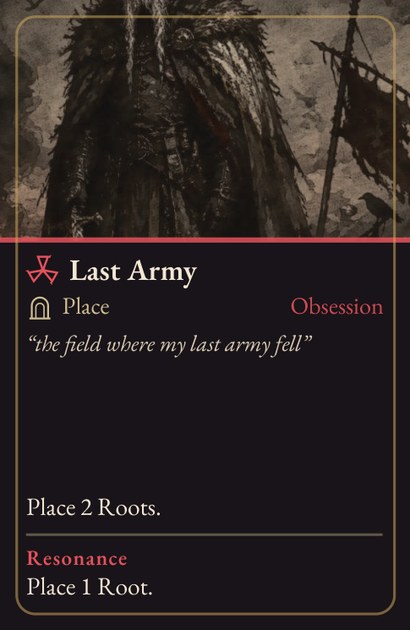 Last Army
Place Obsession
“the field where my last army fell”
Place 2 Roots.
Resonance
Place 1 Root.